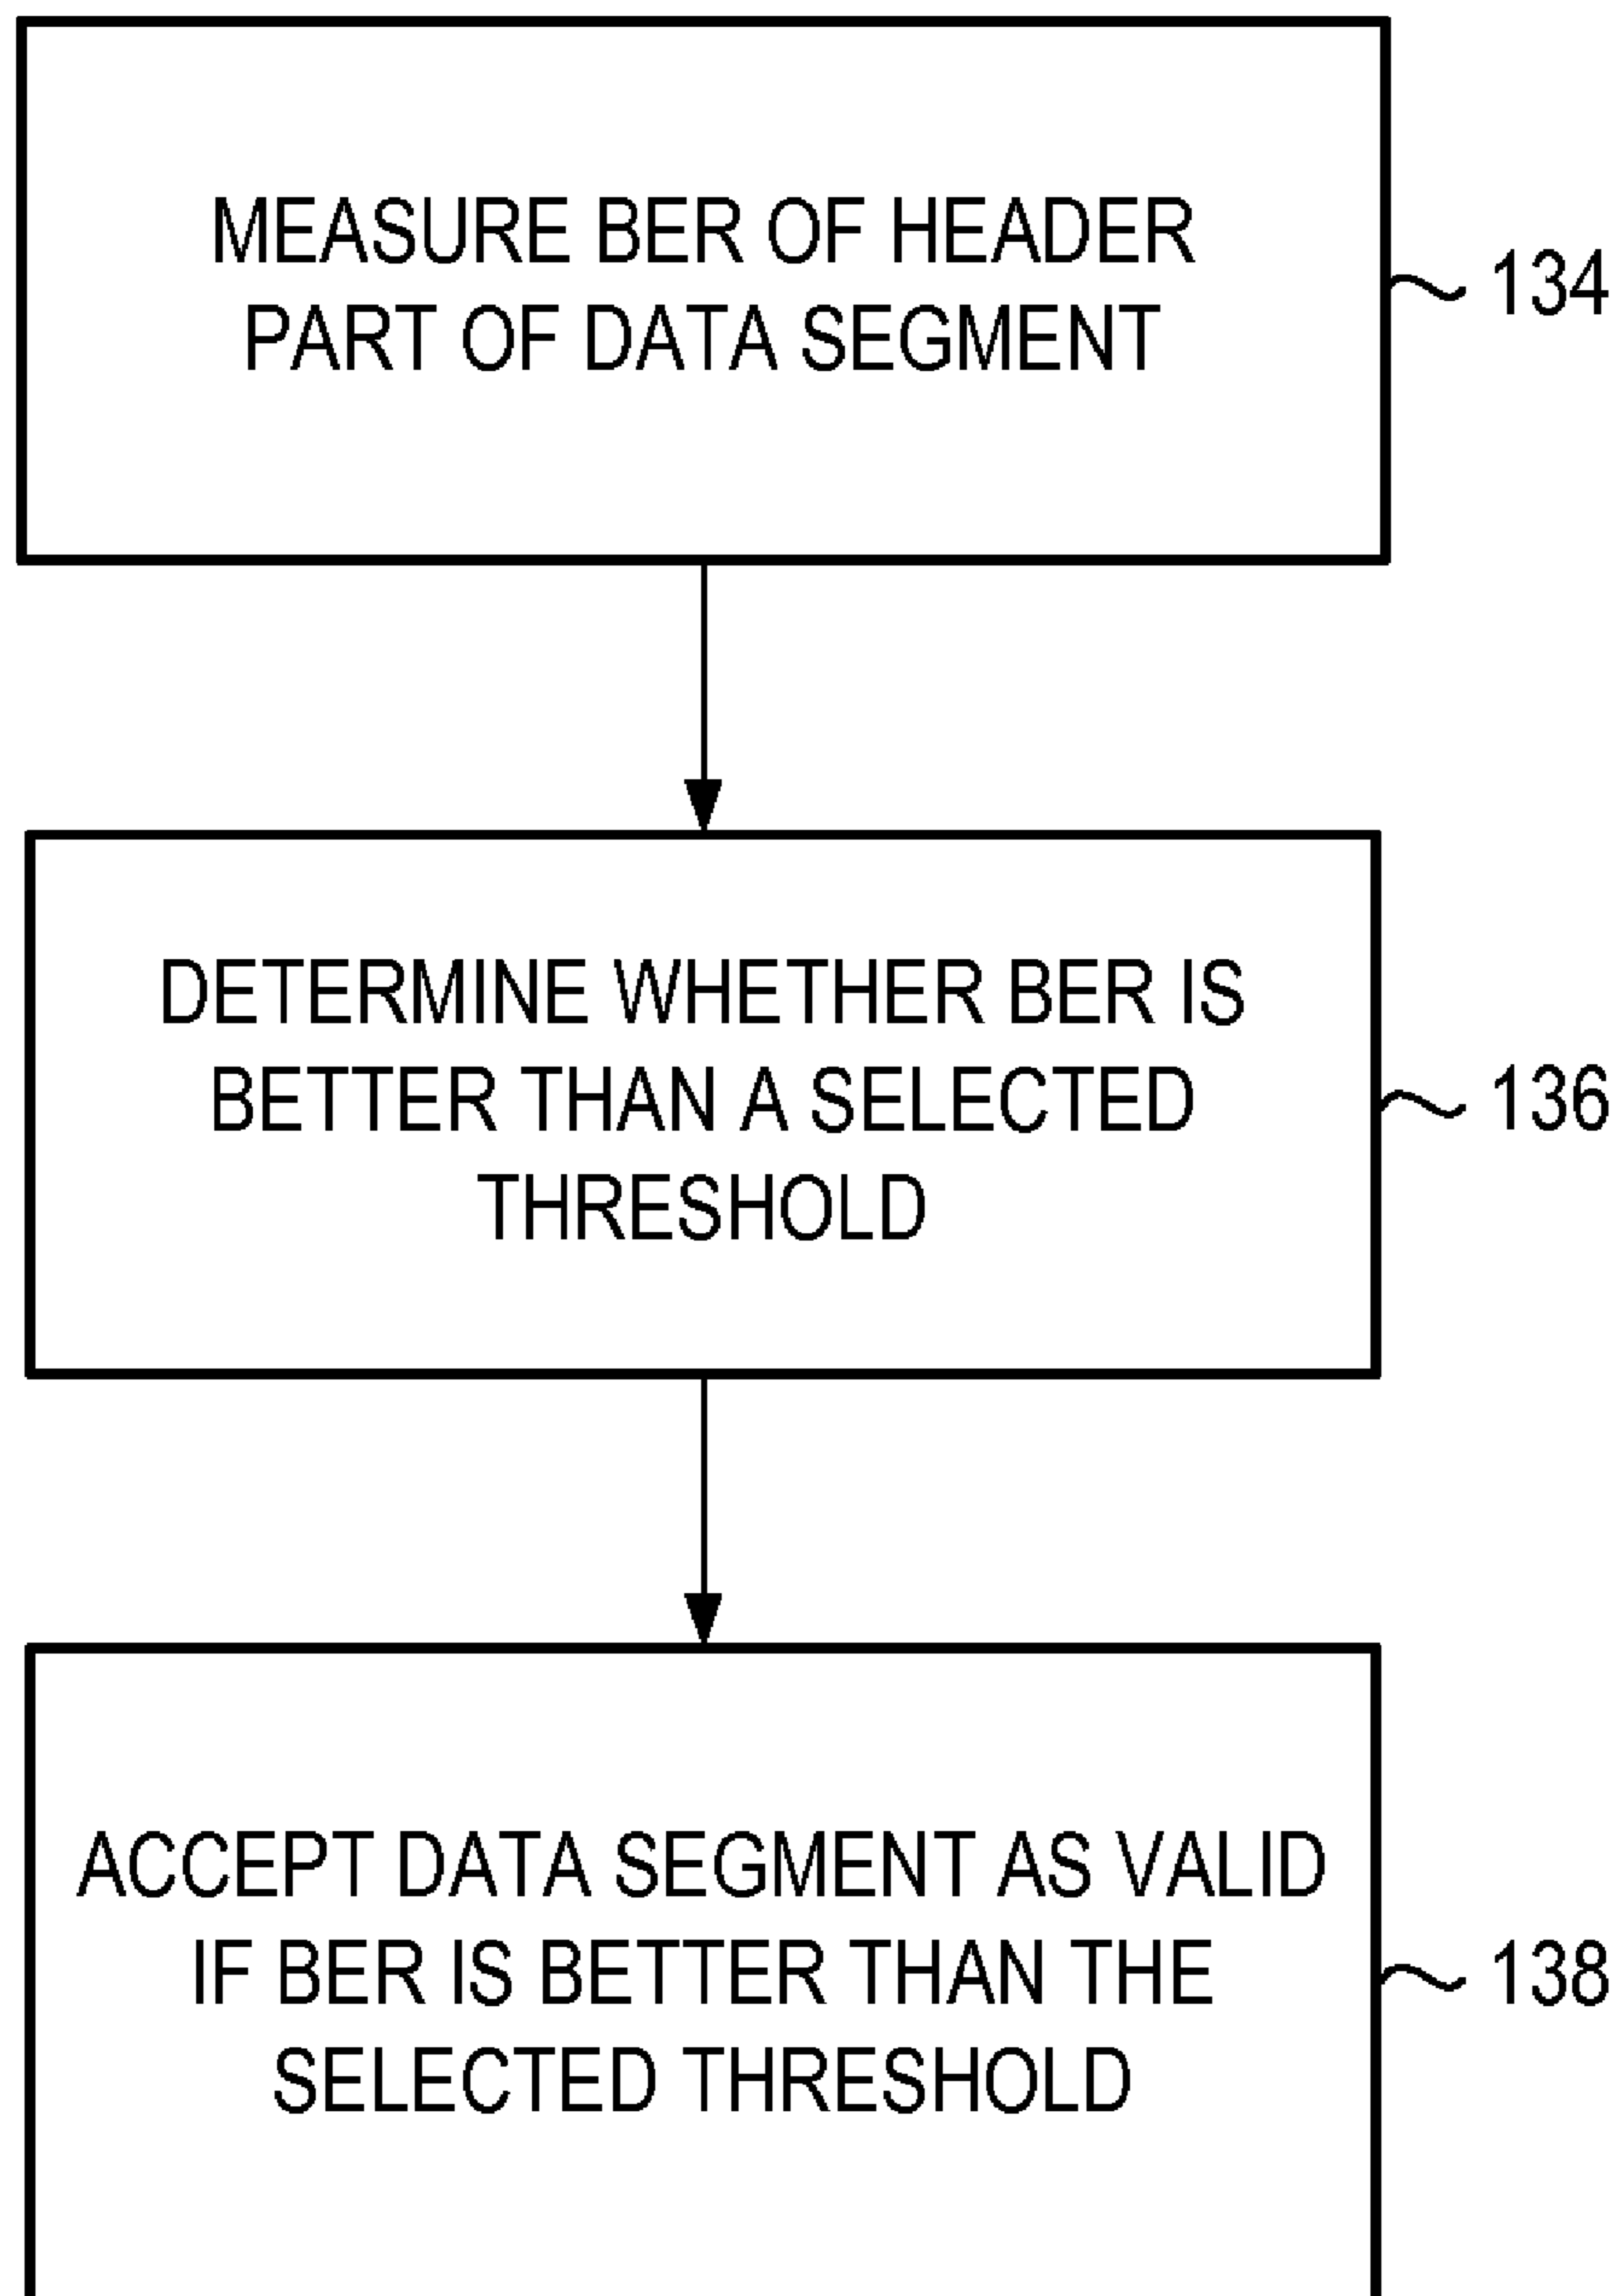 MEASURE BER OF HEADER
PART OF DATA SEGMENT
134
DETERMINE WHETHER BER IS
BETTER THAN A SELECTED
THRESHOLD
136
ACCEPT DATA SEGMENT AS VALID
IF BER IS BETTER THAN THE
SELECTED THRESHOLD
138